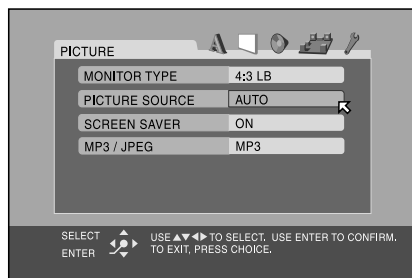 PICTURE
MONITOR TYPE 4:3 LB
PICTURE SOURCE AUTO
SCREEN SAVER ON
MP3 / JPEG MP3
SELECT
ENTER
USE ▲▼◀▶ TO SELECT. USE ENTER TO CONFIRM.
TO EXIT, PRESS CHOICE.